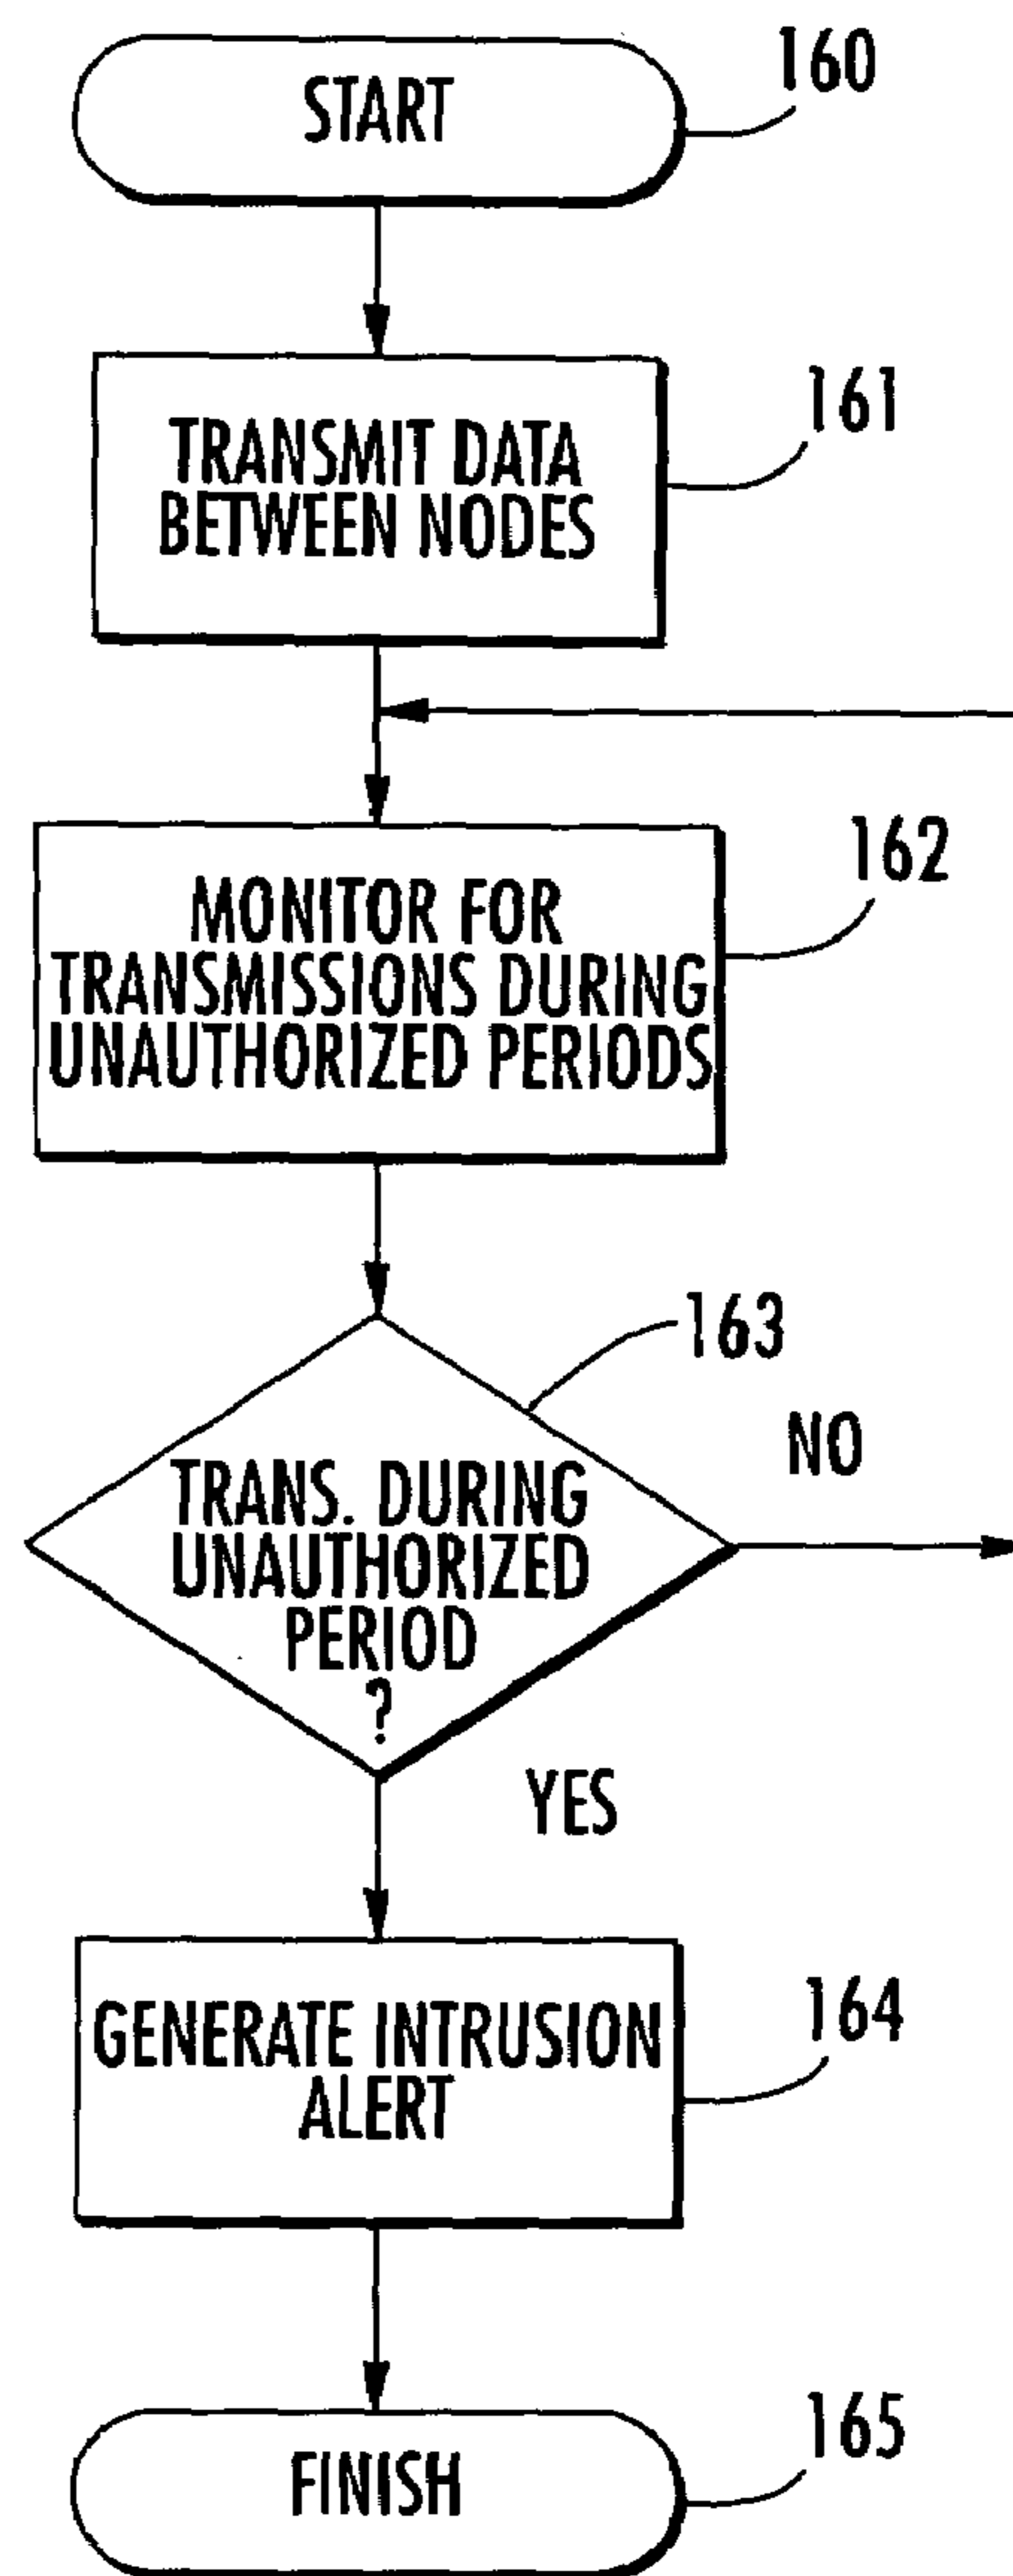 START
160
TRANSMIT DATA
BETWEEN NODES
161
MONITOR FOR
TRANSMISSIONS DURING
UNAUTHORIZED PERIODS
162
163
TRANS. DURING
UNAUTHORIZED
PERIOD
?
NO
YES
GENERATE INTRUSION
ALERT
164
FINISH
165